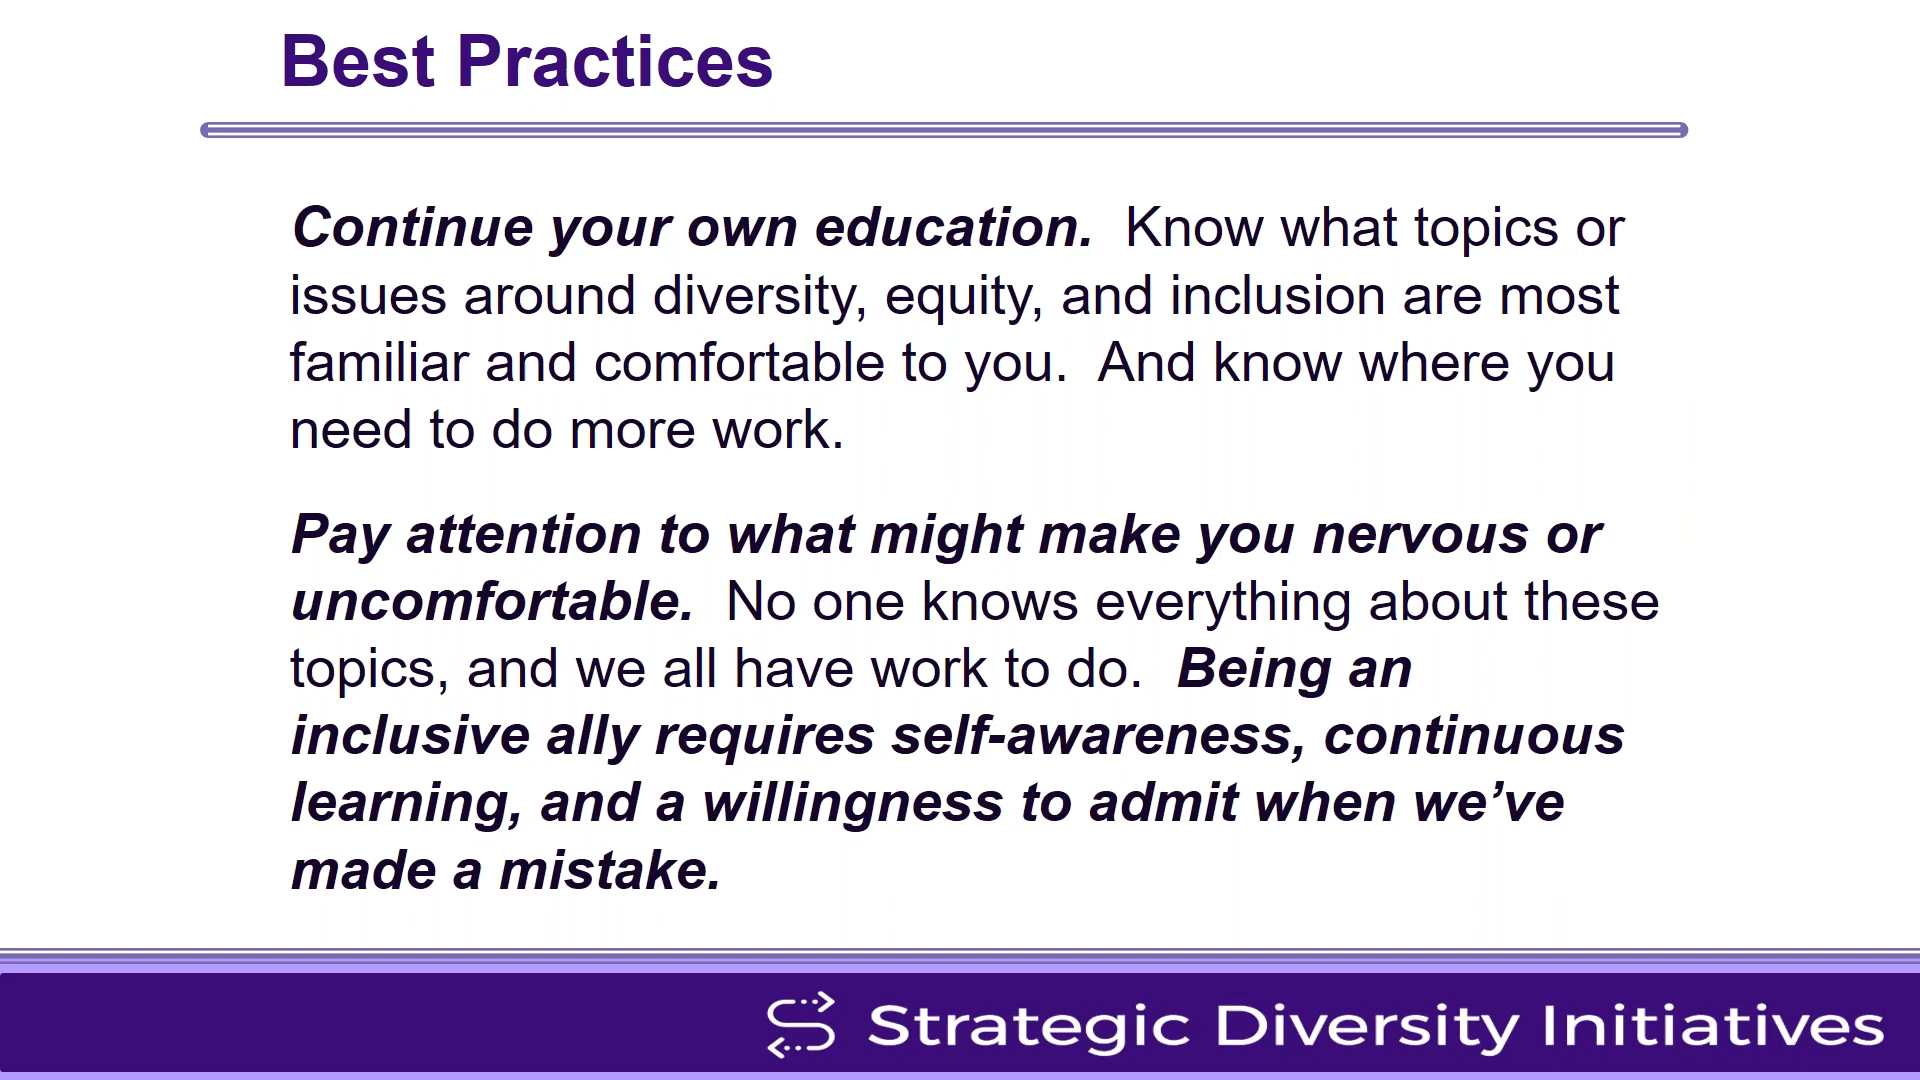 Best Practices
Continue your own education.  Know what topics or
issues around diversity, equity, and inclusion are most
familiar and comfortable to you.  And know where you
need to do more work.
Pay attention to what might make you nervous or
uncomfortable.  No one knows everything about these
topics, and we all have work to do.  Being an
inclusive ally requires self-awareness, continuous
learning, and a willingness to admit when we’ve
made a mistake.
Strategic Diversity Initiatives